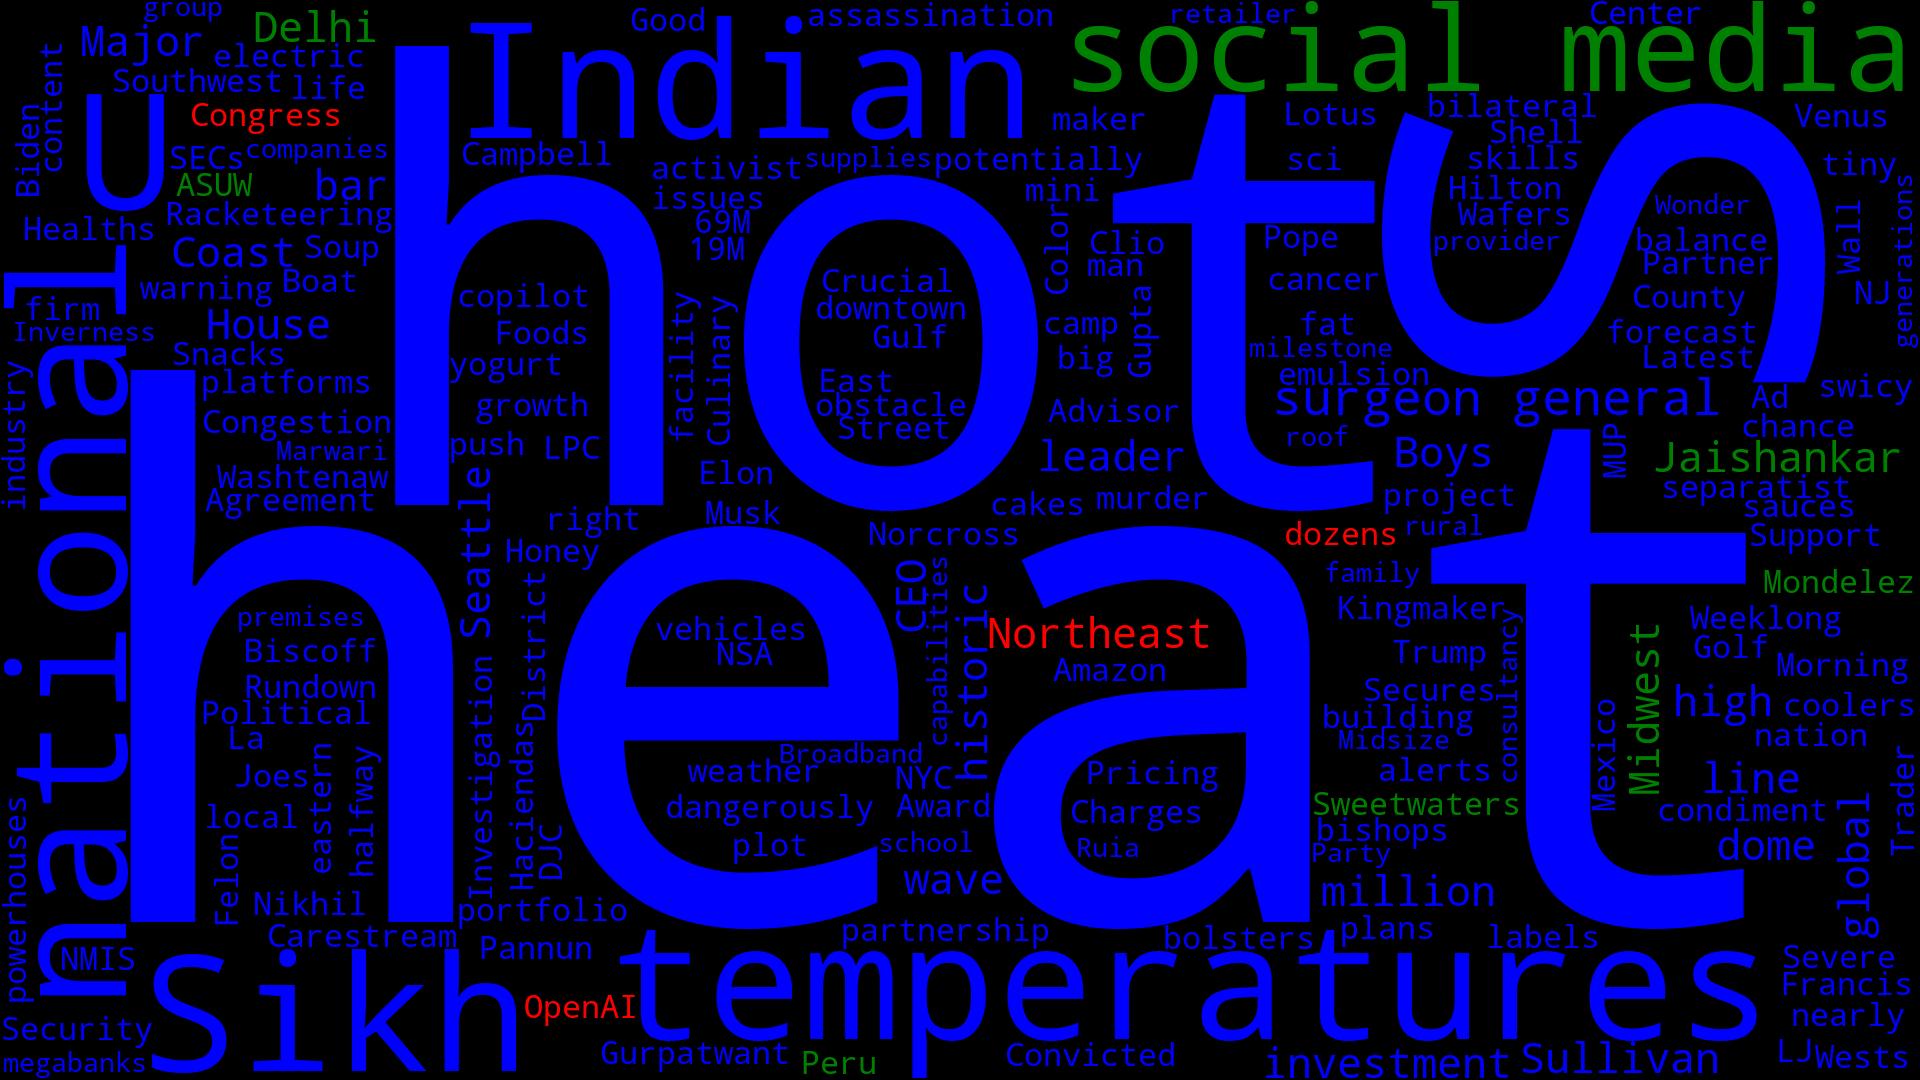 group
Good
assassination
retailer
Center
Major
Delhi
Indian
social media
electric
Southwest
life
content
Biden
U
Congress
maker
Lotus
bilateral
Venus
Shell
SECs
companies
Campbell
activist
supplies
potentially
sci
skills
tiny
ASUW
bar
issues
mini
Hilton
Racketeering
69M
Wafers
Wonder
generations
Healths
19M
Color
Clio
Pope
provider
balance
Wall
Coast
Soup
man
Partner
warning
Boat
hot
S
Crucial
cancer
NJ
firm
copilot
downtown
County
Inverness
House
Foods
Gulf
camp
Gupta
fat
forecast
Snacks
yogurt
facility
Culinary
big
milestone
Latest
platforms
East
emulsion
swicy
industry
growth
obstacle
Advisor
surgeon general
Ad
Congestion
Street
chance
Marwari
push
LPC
leader
roof
Boys
MUP
Jaishankar
Washtenaw
Elon
separatist
Agreement
cakes
murder
project
sauces
national
Seattle
right
Musk
Norcross
dozens
rural
Support
Honey
family
Mondelez
heat
premises
District
CEO
capabilities
historic
Kingmaker
Weeklong
Biscoff
vehicles
Northeast
consultancy
Midwest
Golf
NSA
Trump
Morning
Rundown
Amazon
Secures
high
coolers
Political
building
La
Investigation
Broadband
Midsize
Mexico
nation
Joes
eastern
halfway
Haciendas
weather
NYC
Pricing
alerts
line
Trader
local
dangerously
Award
Charges
Sweetwaters
condiment
powerhouses
DJC
plot
school
Ruia
bishops
dome
global
Felon
Party
wave
million
Nikhil
portfolio
Carestream
partnership
bolsters
plans
labels
NMIS
Pannun
Severe
Sikh
temperatures
Francis
OpenAI
nearly
Security
Gurpatwant
Peru
Convicted
investment
Sullivan
LJ
Wests
megabanks